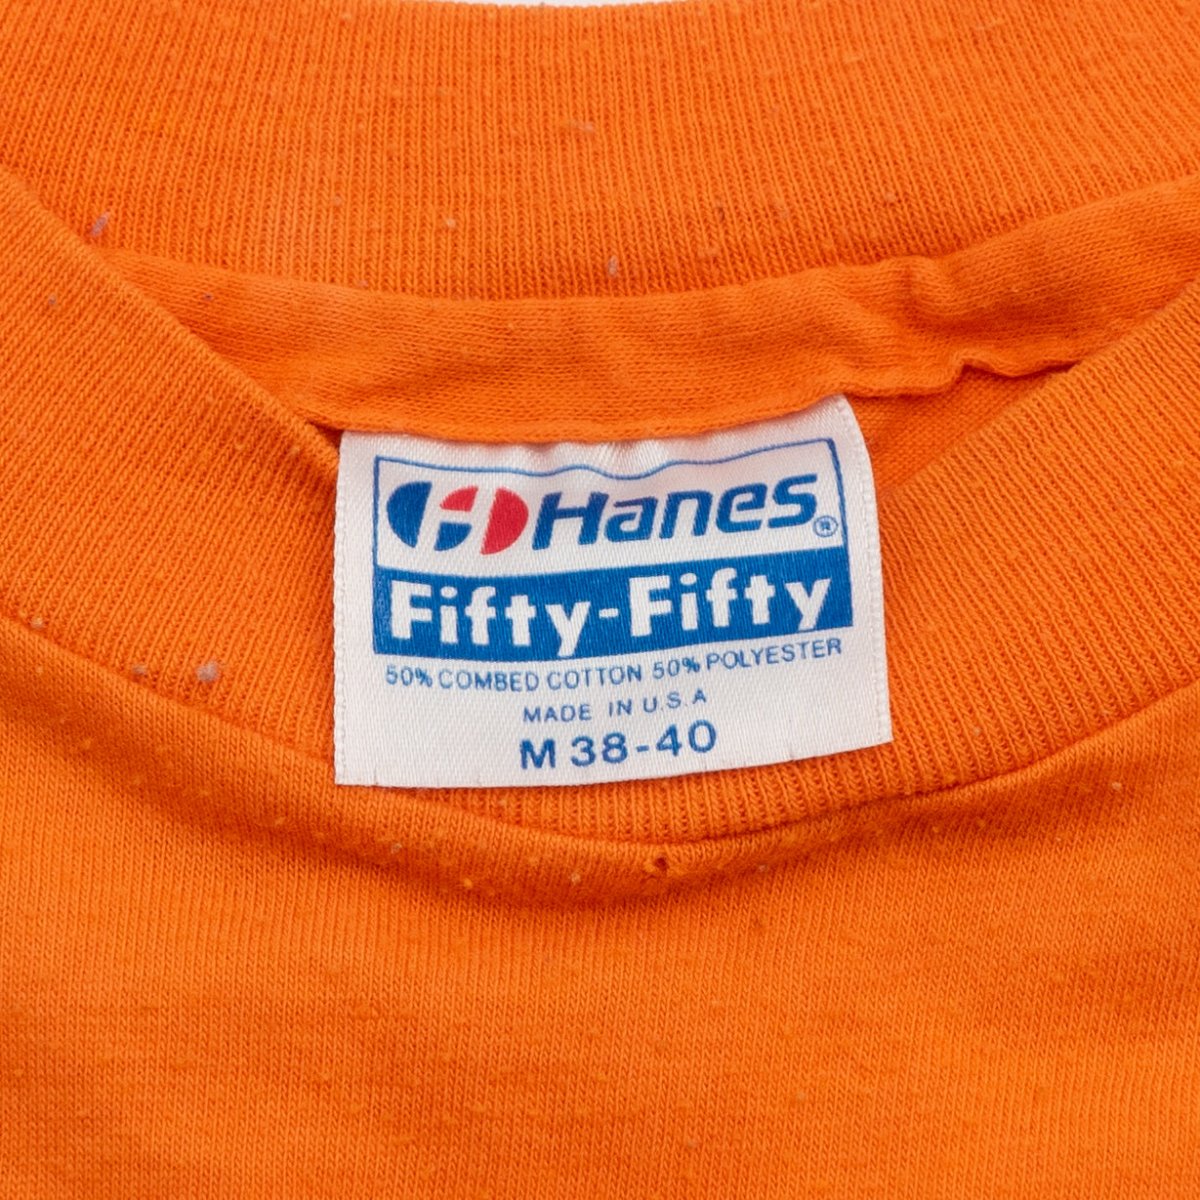 Hanes®
Fifty-Fifty
50% COMBED COTTON 50% POLYESTER
MADE IN U.S.A
M 38-40